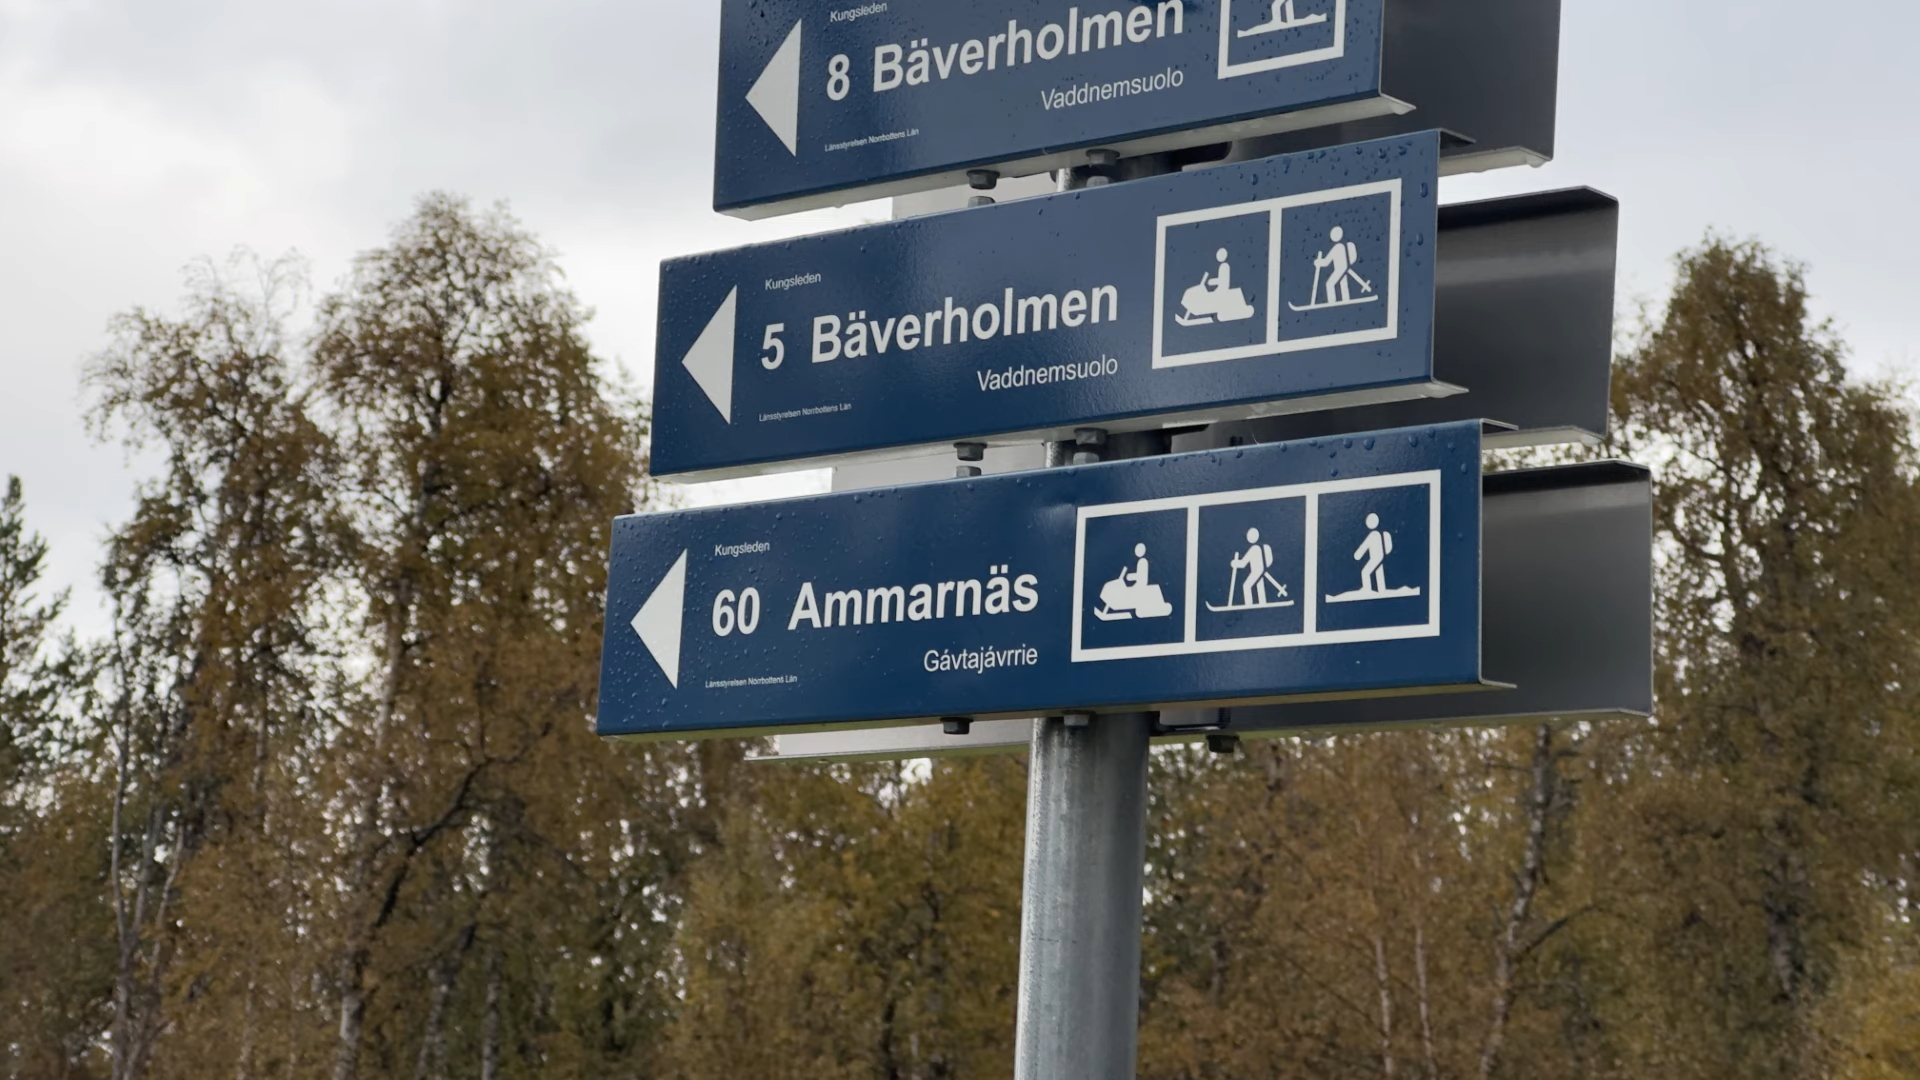 Kungsleden
8 Bäverholmen
Vaddnemsuolo
Länsstyrelsen Norrbottens Län
Kungsleden
5 Bäverholmen
Vaddnemsuolo
Länsstyrelsen Norrbottens Län
Kungsleden
60 Ammarnäs
Gávtajávrrie
Länsstyrelsen Norrbottens Län